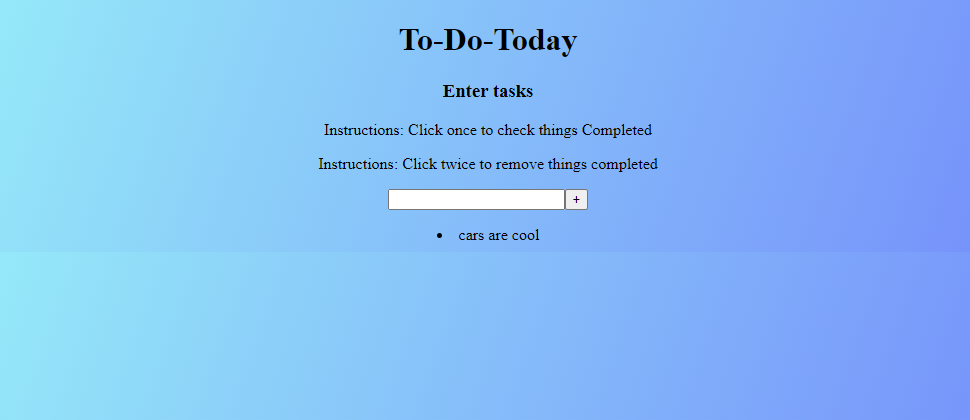 To-Do-Today
Enter tasks
Instructions: Click once to check things Completed
Instructions: Click twice to remove things completed
+
• cars are cool